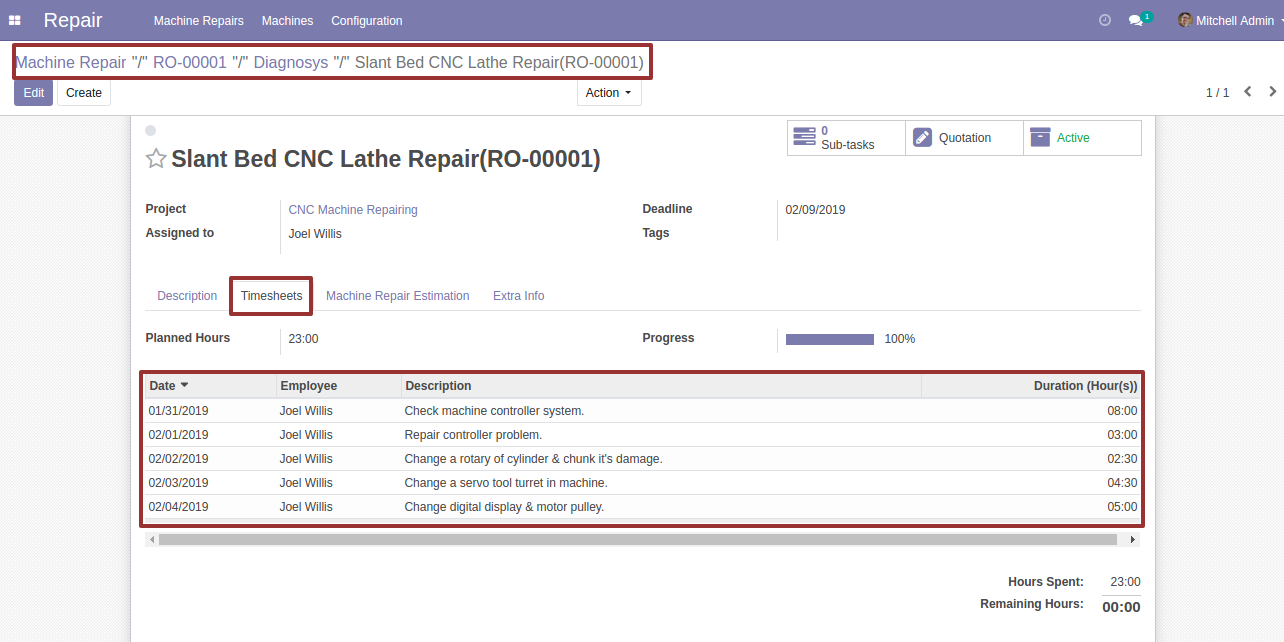 Repair Machine Repairs Machines Configuration 1 Mitchell Admin
Machine Repair "/" RO-00001 "/" Diagnosys "/" Slant Bed CNC Lathe Repair(RO-00001)
Edit Create Action 1 / 1
0
Sub-tasks Quotation Active
Slant Bed CNC Lathe Repair(RO-00001)
Project CNC Machine Repairing Deadline 02/09/2019
Assigned to Joel Willis Tags
Description Timesheets Machine Repair Estimation Extra Info
Planned Hours 23:00 Progress 100%
Date Employee Description Duration (Hour(s))
01/31/2019 Joel Willis Check machine controller system. 08:00
02/01/2019 Joel Willis Repair controller problem. 03:00
02/02/2019 Joel Willis Change a rotary of cylinder & chunk it's damage. 02:30
02/03/2019 Joel Willis Change a servo tool turret in machine. 04:30
02/04/2019 Joel Willis Change digital display & motor pulley. 05:00
Hours Spent: 23:00
Remaining Hours: 00:00